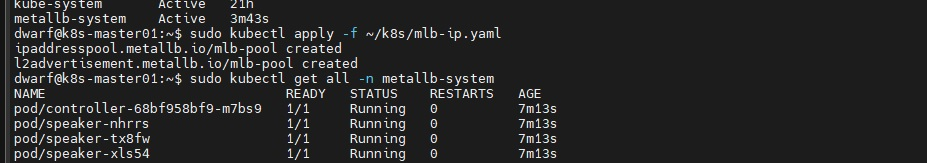 kube-system Active 21h
metallb-system Active 3m43s
dwarf@k8s-master01:~$ sudo kubectl apply -f ~/k8s/mlb-ip.yaml
ipaddresspool.metallb.io/mlb-pool created
l2advertisement.metallb.io/mlb-pool created
dwarf@k8s-master01:~$ sudo kubectl get all -n metallb-system
NAME READY STATUS RESTARTS AGE
pod/controller-68bf958bf9-m7bs9 1/1 Running 0 7m13s
pod/speaker-nhrrs 1/1 Running 0 7m13s
pod/speaker-tx8fw 1/1 Running 0 7m13s
pod/speaker-xls54 1/1 Running 0 7m13s